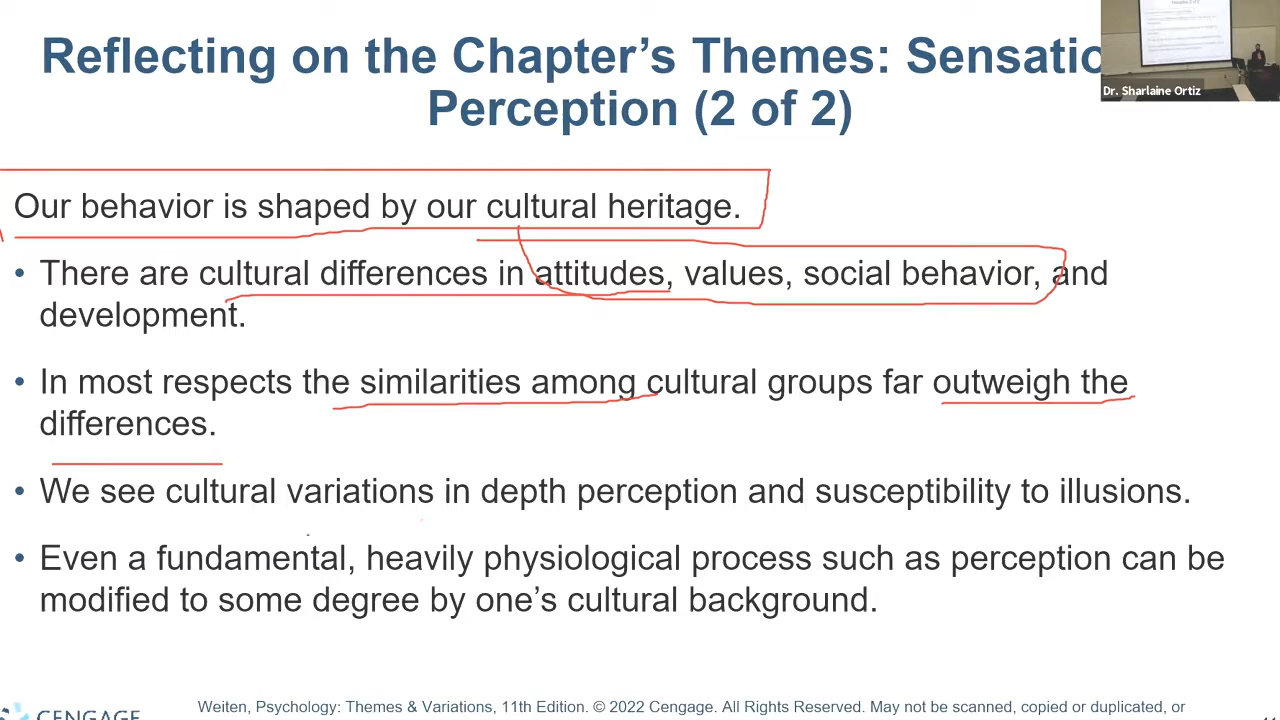 Reflecting on the Chapter's Themes: Sensatio
Perception (2 of 2)
Dr. Sharlaine Ortiz
Our behavior is shaped by our cultural heritage.
• There are cultural differences in attitudes, values, social behavior, and
development.
• In most respects the similarities among cultural groups far outweigh the
differences.
• We see cultural variations in depth perception and susceptibility to illusions.
• Even a fundamental, heavily physiological process such as perception can be
modified to some degree by one's cultural background.
CENGAGE
Weiten, Psychology: Themes & Variations, 11th Edition. © 2022 Cengage. All Rights Reserved. May not be scanned, copied or duplicated, or